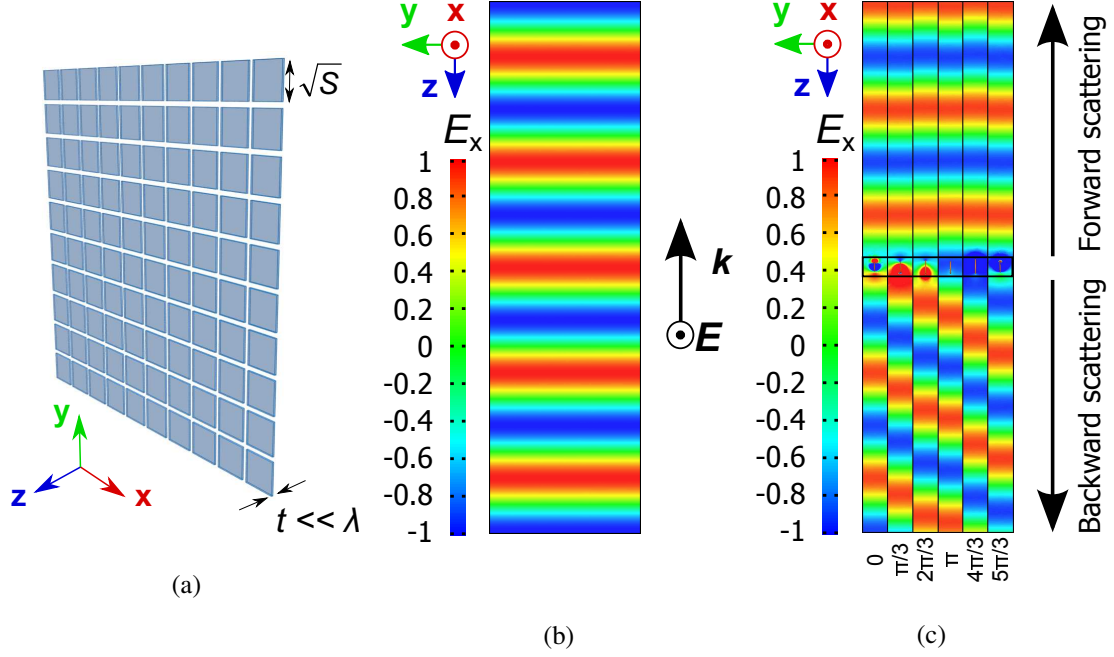 √S
y
z
x
t << λ
(a)
y
x
z
Ex
1
0.8
0.6
0.4
0.2
0
-0.2
-0.4
-0.6
-0.8
-1
k
E
(b)
y
x
z
Ex
1
0.8
0.6
0.4
0.2
0
-0.2
-0.4
-0.6
-0.8
-1
0
π/3
2π/3
π
4π/3
5π/3
Forward scattering
Backward scattering
(c)